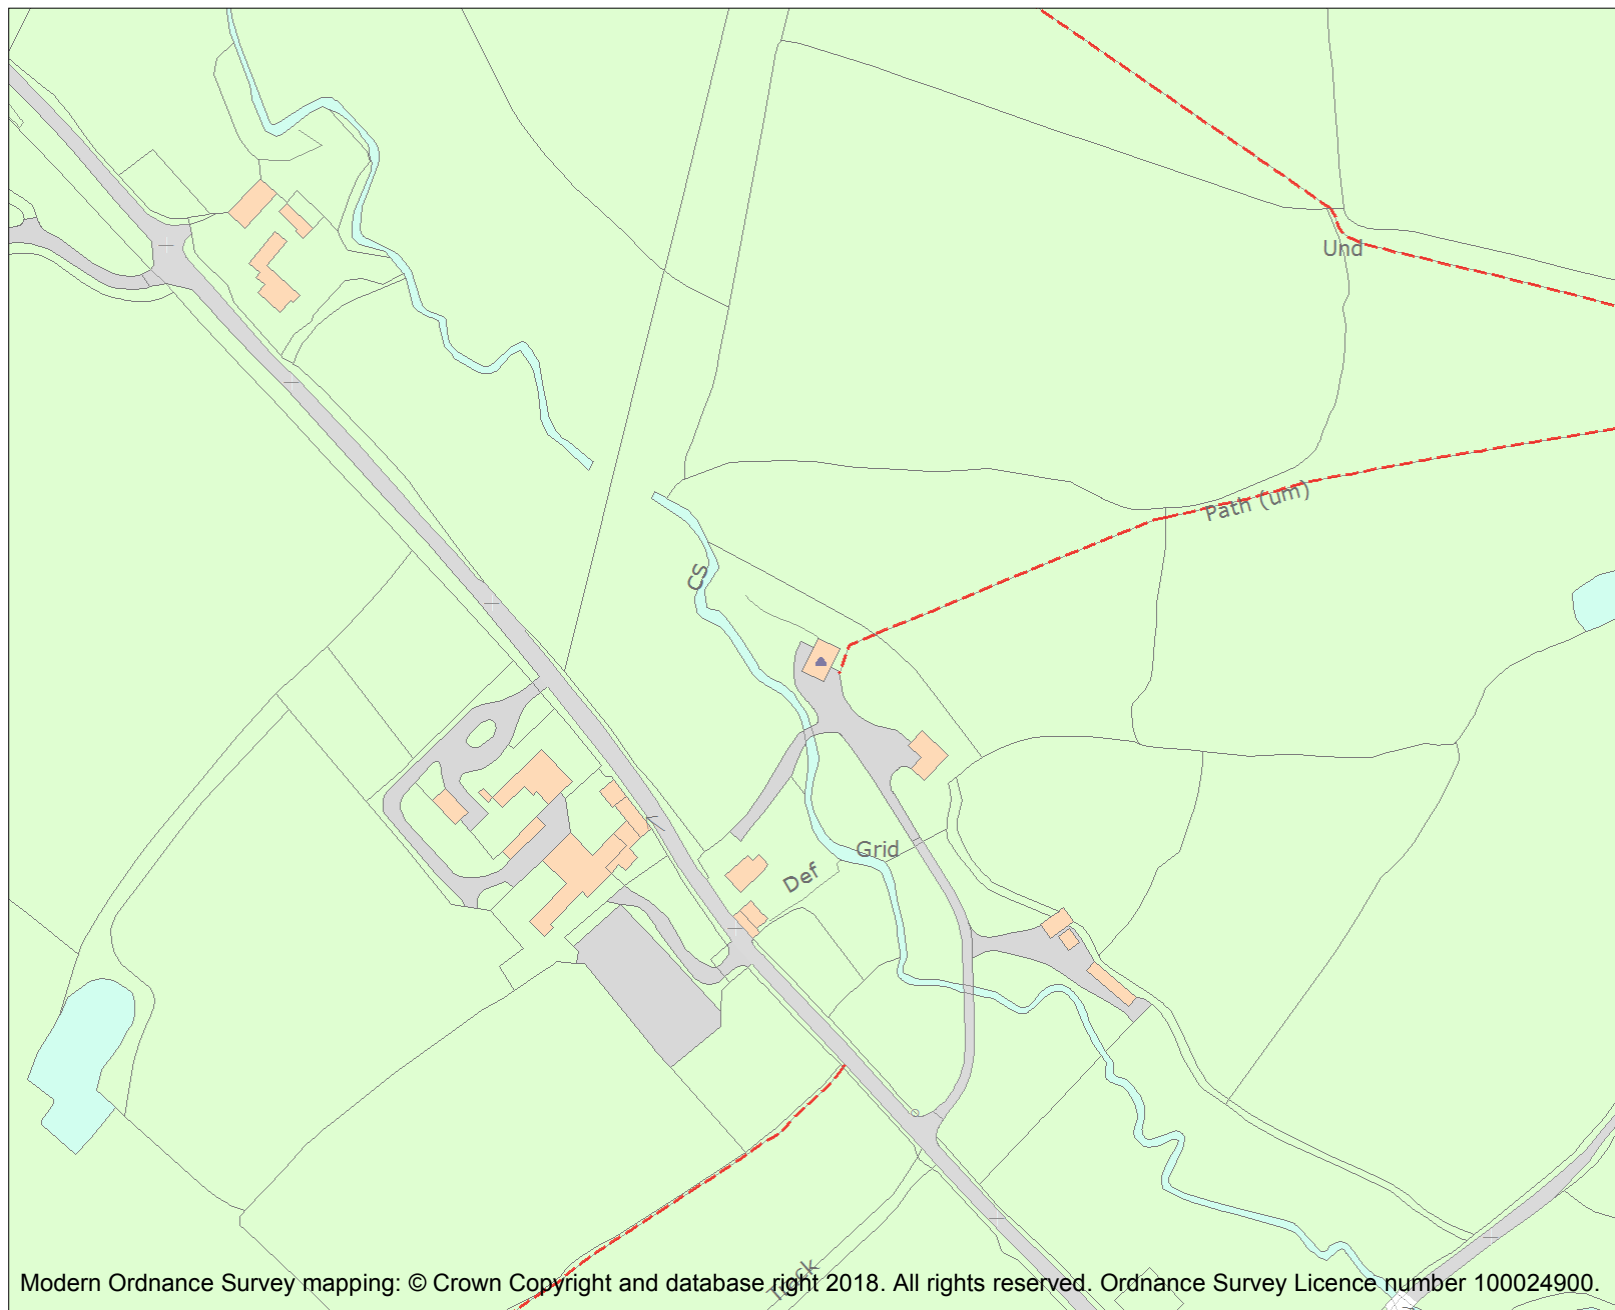 Und
Path (um)
CS
Grid
Def
Track
Modern Ordnance Survey mapping: © Crown Copyright and database right 2018. All rights reserved. Ordnance Survey Licence number 100024900.